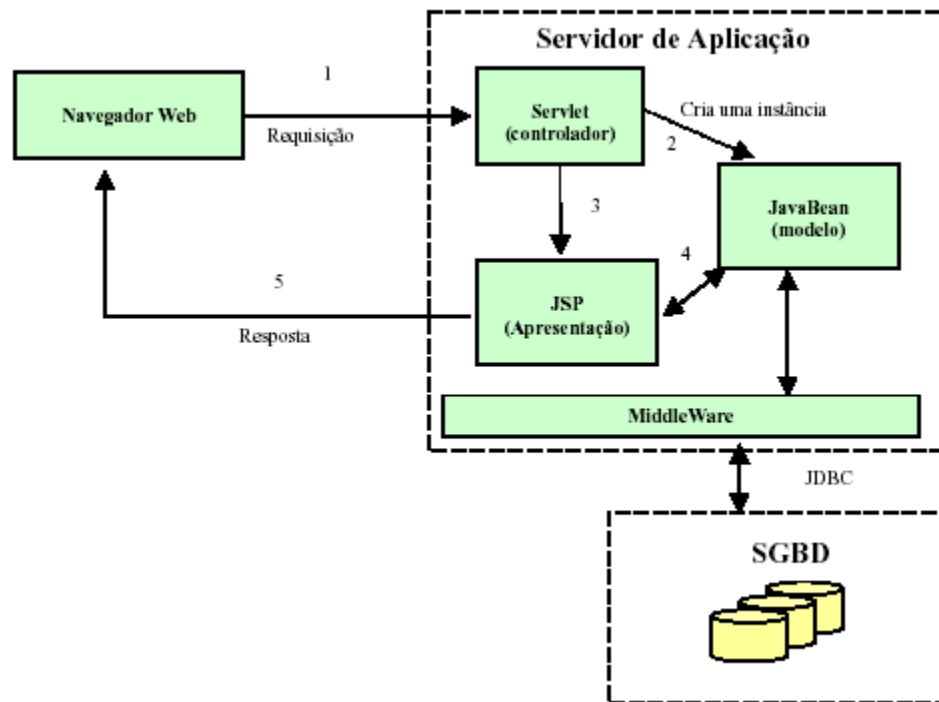 Servidor de Aplicação
1
Navegador Web
Requisição
Servlet
(controlador)
Cria uma instância
2
3
JavaBean
(modelo)
4
5
JSP
(Apresentação)
Resposta
MiddleWare
JDBC
SGBD